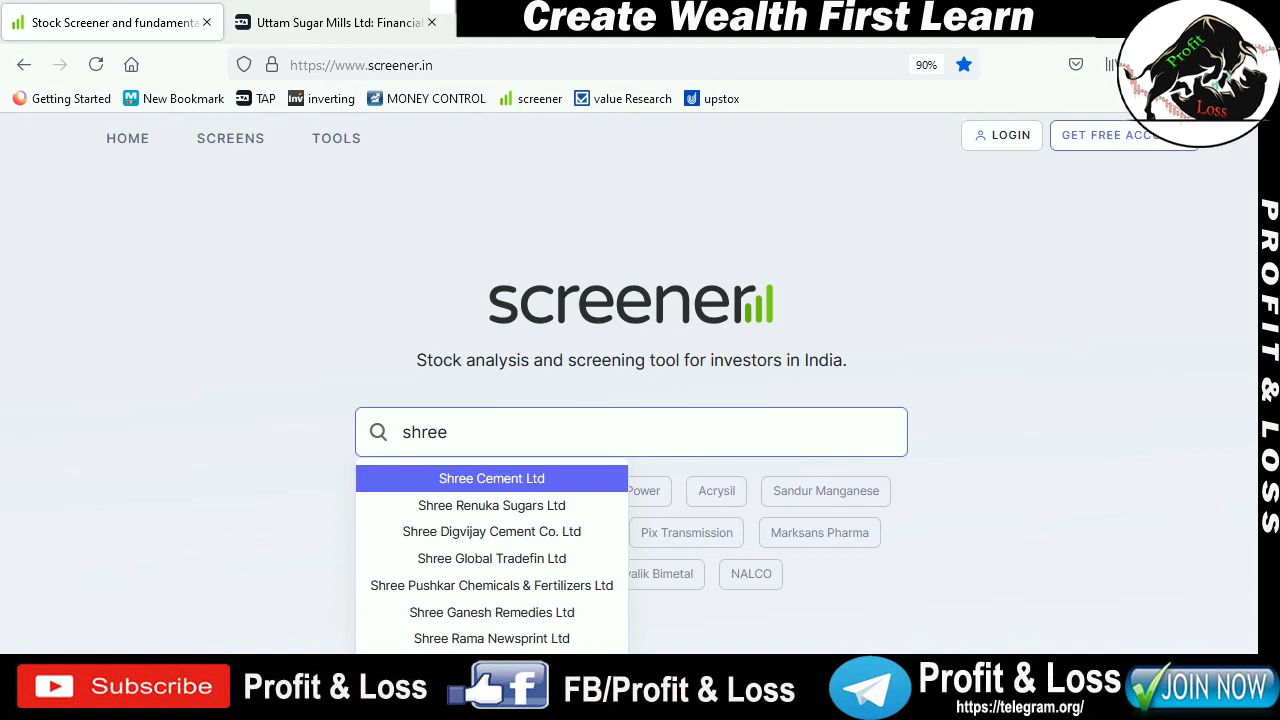 Create Wealth First Learn
Stock Screener and fundamenta
Uttam Sugar Mills Ltd: Financial
https://www.screener.in
90%
Getting Started
New Bookmark
TAP
inv
inverting
MONEYCONTROL
screener
value Research
upstox
Profit
Loss
HOME
SCREENS
TOOLS
LOGIN
GET FREE ACC
screener
Stock analysis and screening tool for investors in India.
shree
Shree Cement Ltd
Shree Renuka Sugars Ltd
Shree Digvijay Cement Co. Ltd
Shree Global Tradefin Ltd
Shree Pushkar Chemicals & Fertilizers Ltd
Shree Ganesh Remedies Ltd
Shree Rama Newsprint Ltd
Power
Acrysil
Sandur Manganese
Pix Transmission
Marksans Pharma
valik Bimetal
NALCO
PROFIT & LOSS
Subscribe
Profit & Loss
FB/Profit & Loss
Profit & Loss
https://telegram.org/
JOIN NOW